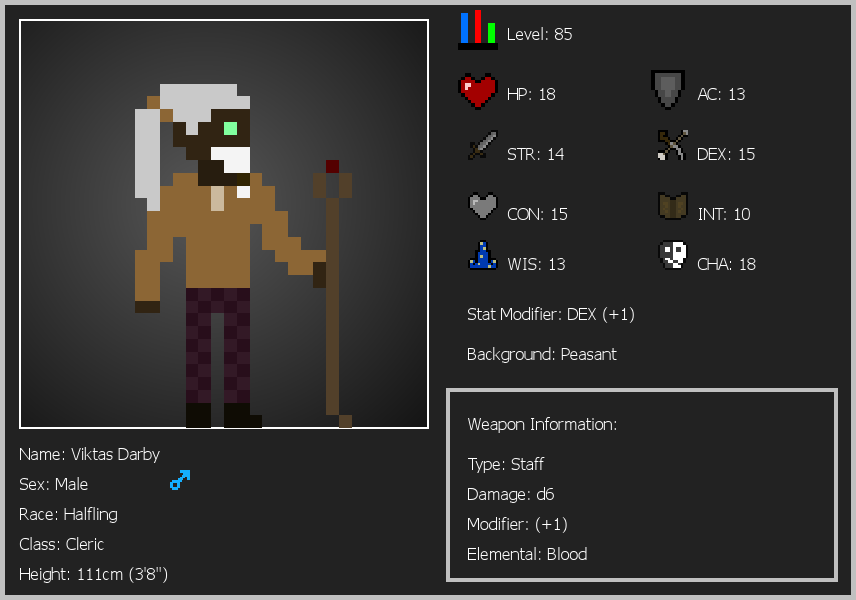 Level: 85
HP: 18
AC: 13
STR: 14
DEX: 15
CON: 15
INT: 10
WIS: 13
CHA: 18
Stat Modifier: DEX (+1)
Background: Peasant
Weapon Information:
Type: Staff
Damage: d6
Modifier: (+1)
Elemental: Blood
Name: Viktas Darby
Sex: Male
Race: Halfling
Class: Cleric
Height: 111cm (3'8")